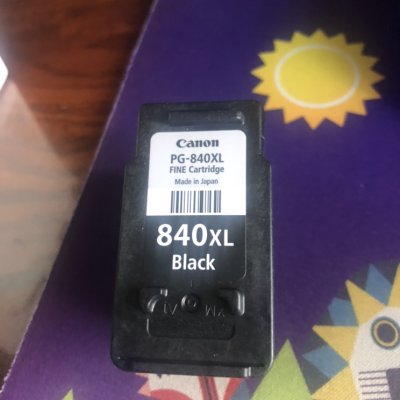 Canon
PG-840XL
FINE Cartridge
Made in Japan
840XL
Black